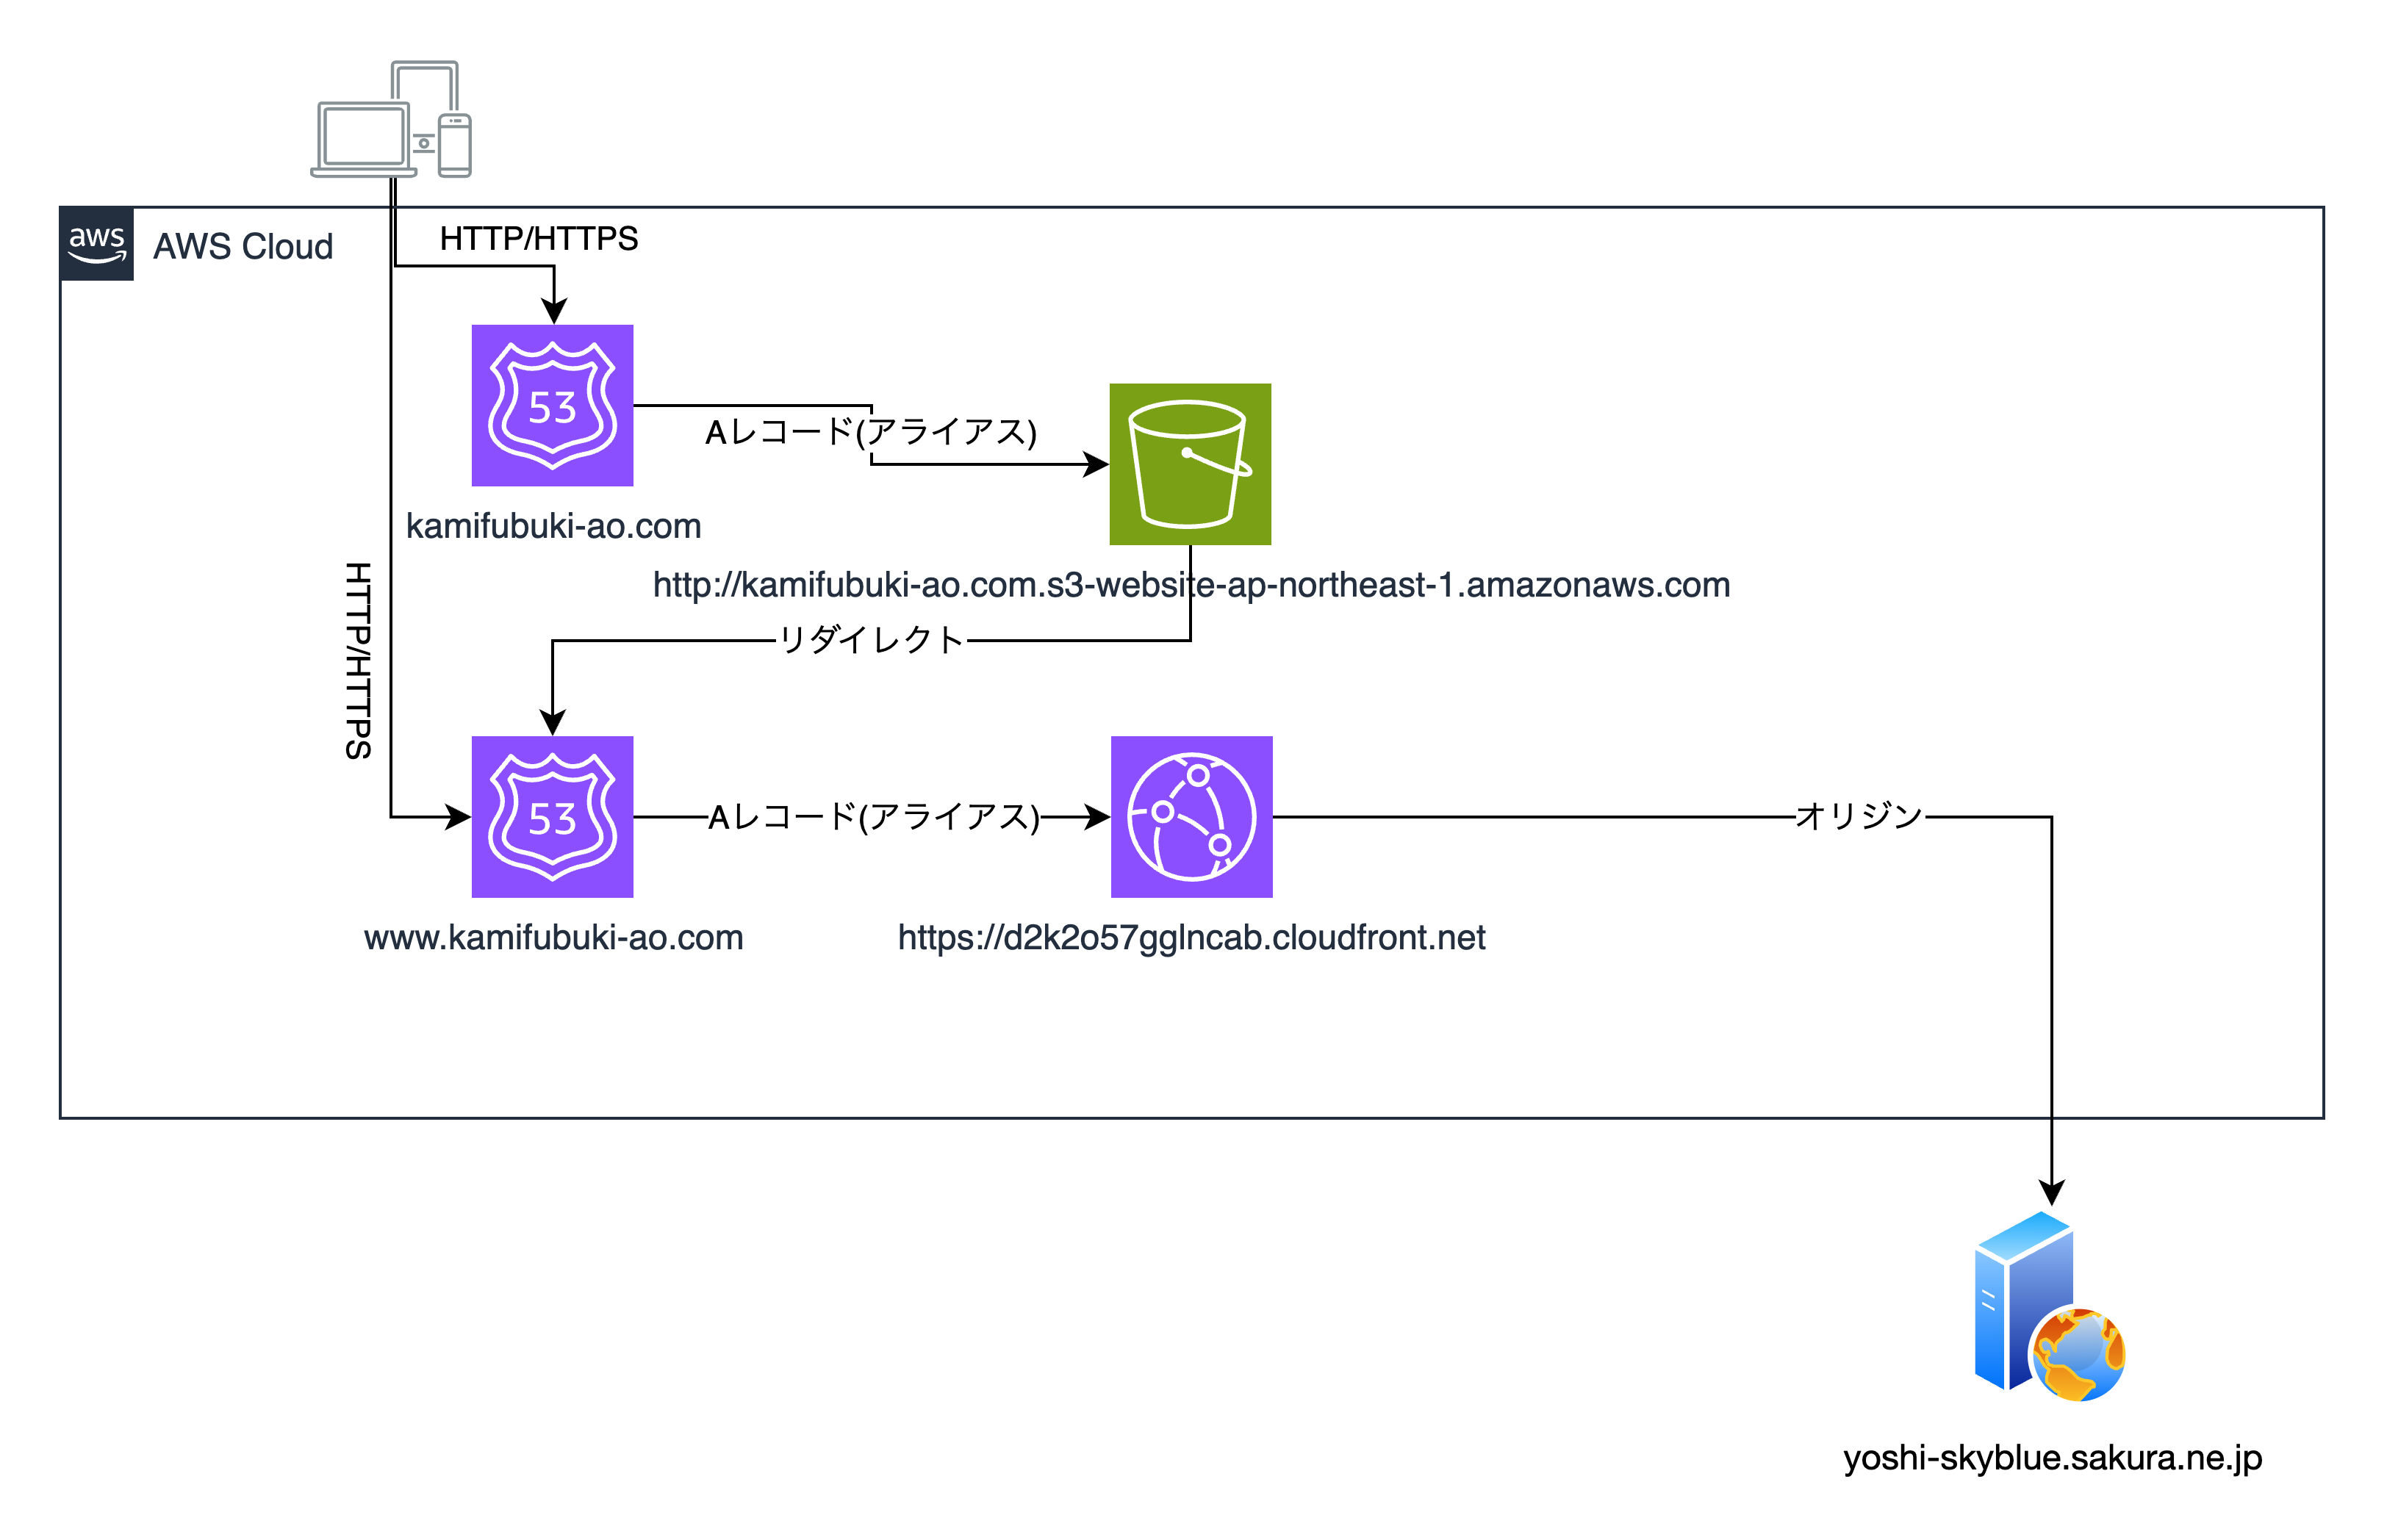 aws
AWS Cloud
HTTP/HTTPS
53
Aレコード(アライアス)
kamifubuki-ao.com
http://kamifubuki-ao.com.s3-website-ap-northeast-1.amazonaws.com
HTTP/HTTPS
リダイレクト
53
Aレコード(アライアス)
オリジン
www.kamifubuki-ao.com
https://d2k2o57gglncab.cloudfront.net
yoshi-skyblue.sakura.ne.jp